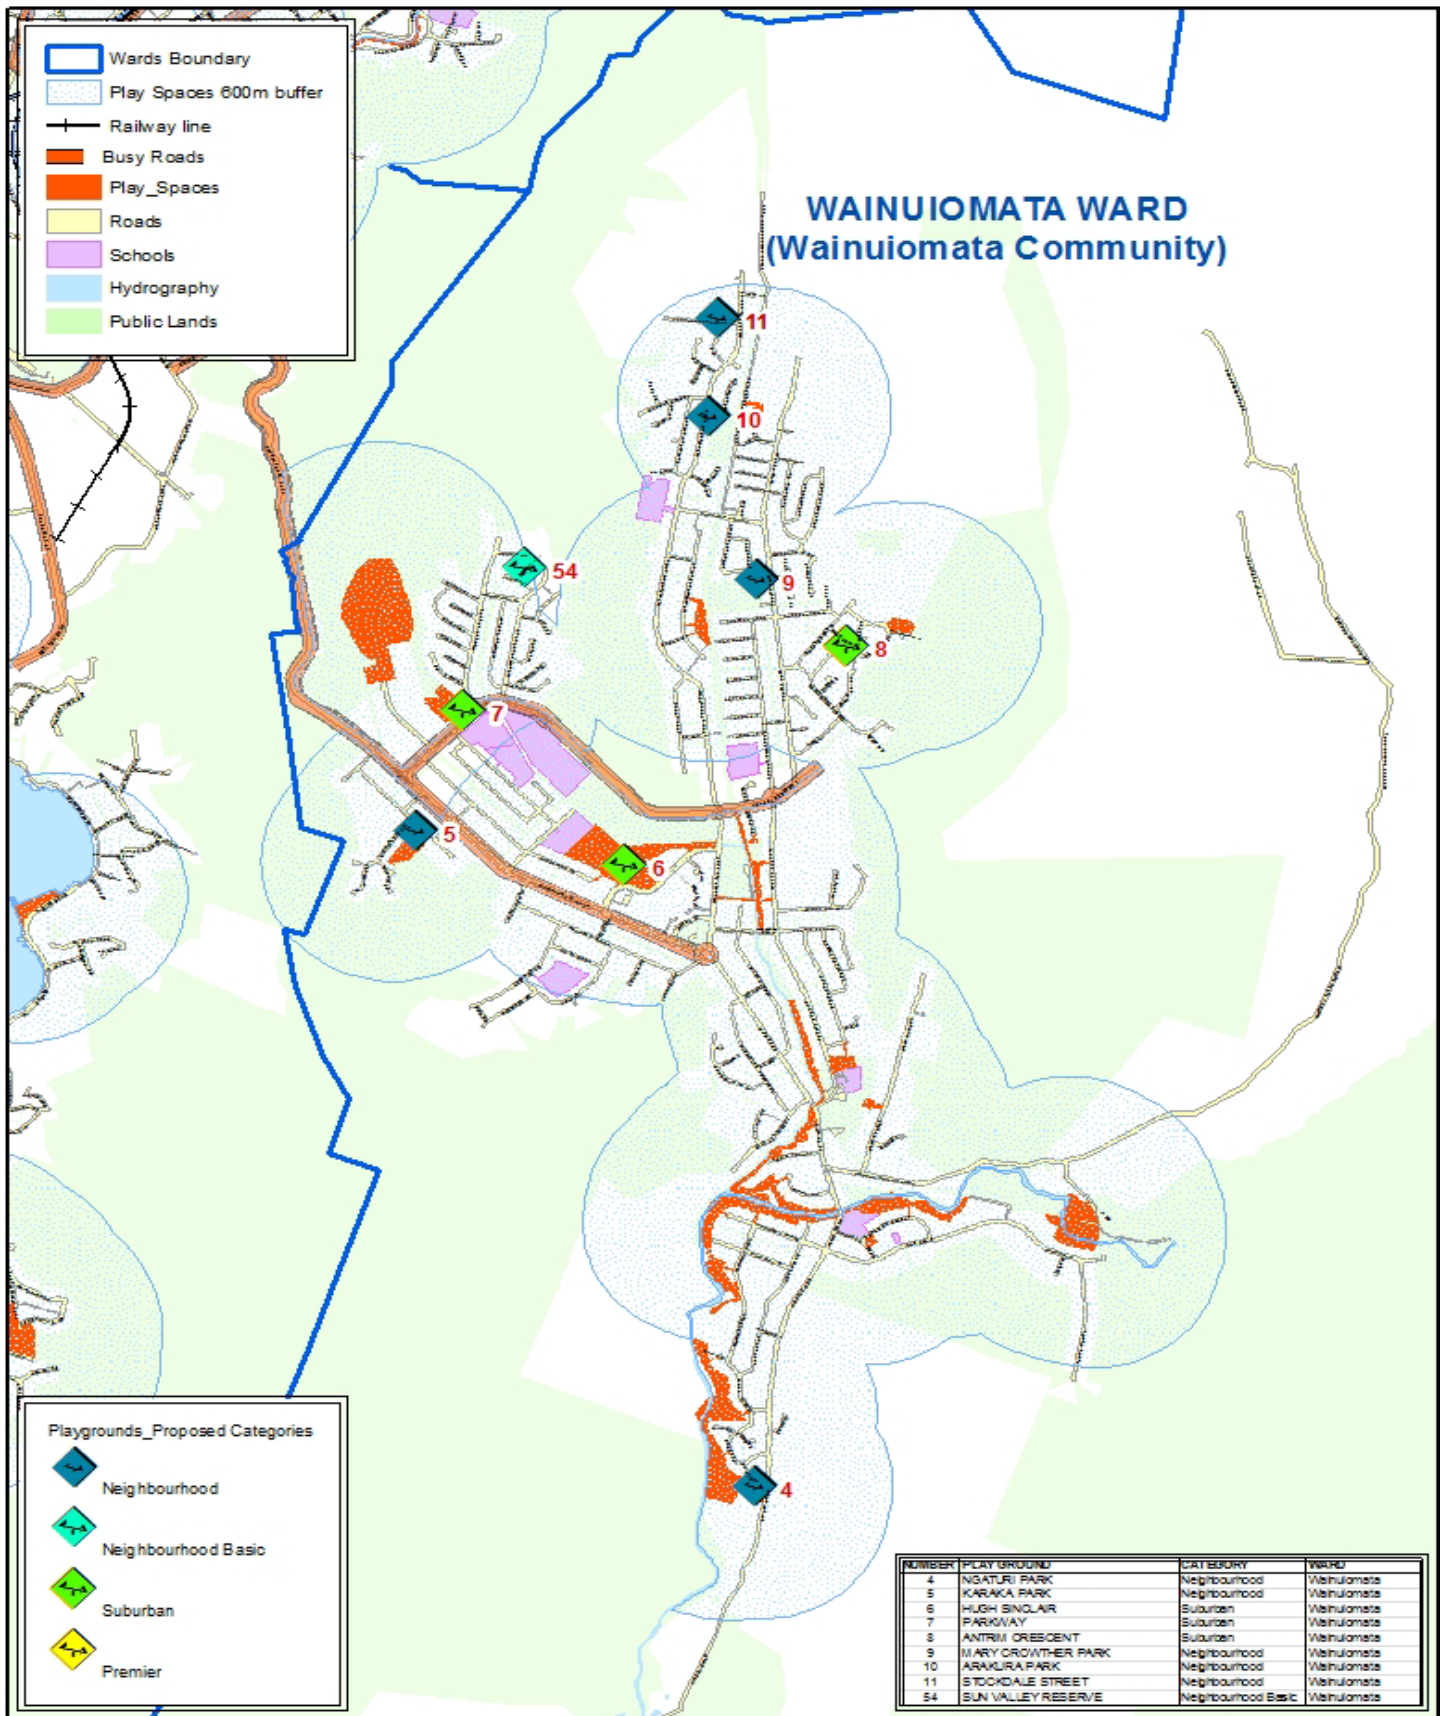 Wards Boundary
Play Spaces 600m buffer
Railway line
Busy Roads
Play_Spaces
Roads
Schools
Hydrography
Public Lands
WAINUIOMATA WARD
(Wainuiomata Community)
11
10
54
9
8
7
5
6
4
Playgrounds_Proposed Categories
Neighbourhood
Neighbourhood Basic
Suburban
Premier
NUMBER PLAY GROUND CATEGORY WARD
4 NGATURI PARK Neighbourhood Wainuiomata
5 KARAKA PARK Neighbourhood Wainuiomata
6 HUGH SINCLAIR Suburban Wainuiomata
7 PARKWAY Suburban Wainuiomata
8 ANTRIM CRESCENT Suburban Wainuiomata
9 MARY CROWTHER PARK Neighbourhood Wainuiomata
10 ARAKURA PARK Neighbourhood Wainuiomata
11 STOCKDALE STREET Neighbourhood Wainuiomata
54 SUN VALLEY RESERVE Neighbourhood Basic Wainuiomata